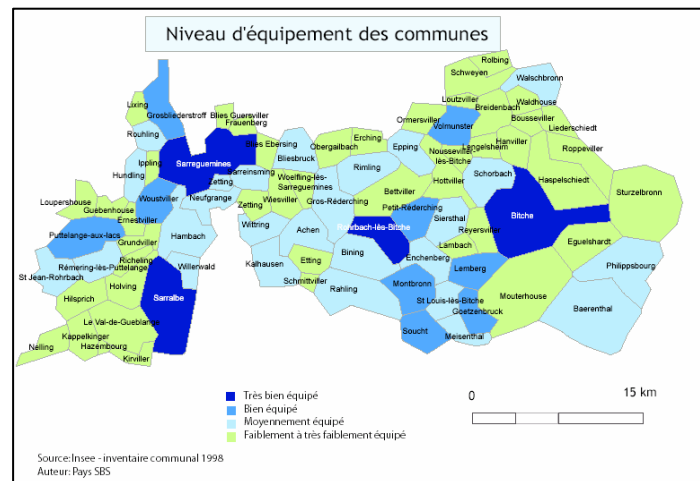 Niveau d'équipement des communes
Rolbing
Schweyen
Walschbronn
Lixing
Grosbliederstroff
Loutzviller
Breidenbach
Waldhouse
Blies Guersviller
Frauenberg
Ormersviller
Volmunster
Bousseviller
Rouhling
Liederschiedt
Blies Ebersing
Obergailbach
Erching
Epping
Lengelsheim
Hanviller
Roppeviller
Ippling
Sarreguemines
Bliesbruck
Nousseviller-
lès-Bitche
Hundling
Zetting
Sarreinsming
Woelfling-lès-
Sarreguemines
Rimling
Schorbach
Haspelschiedt
Woustviller
Neufgrange
Zetting
Wiesviller
Gros-Réderching
Bettviller
Hottviller
Sturzelbronn
Loupershouse
Guebenhouse
Ernestviller
Petit-Réderching
Siersthal
Bitche
Puttelange-aux-lacs
Grundviller
Hambach
Wittring
Achen
Rohrbach-lès-Bitche
Reyersviller
Eguelshardt
Richeling
Etting
Bining
Enchenberg
Lambach
St Jean-Rohrbach
Rémering-lès-Puttelange
Willerwald
Kalhausen
Lemberg
Philippsbourg
Hilsprich
Holving
Sarralbe
Schmittviller
Rahling
Montbronn
St Louis-lès-Bitche
Mouterhouse
Le Val-de-Gueblange
Goetzenbruck
Baerenthal
Kappelkinger
Soucht
Meisenthal
Nelling
Hazembourg
Kirviller
Très bien équipé
Bien équipé
Moyennement équipé
Faiblement à très faiblement équipé
0 15 km
Source:Insee - inventaire communal 1998
Auteur: Pays SBS